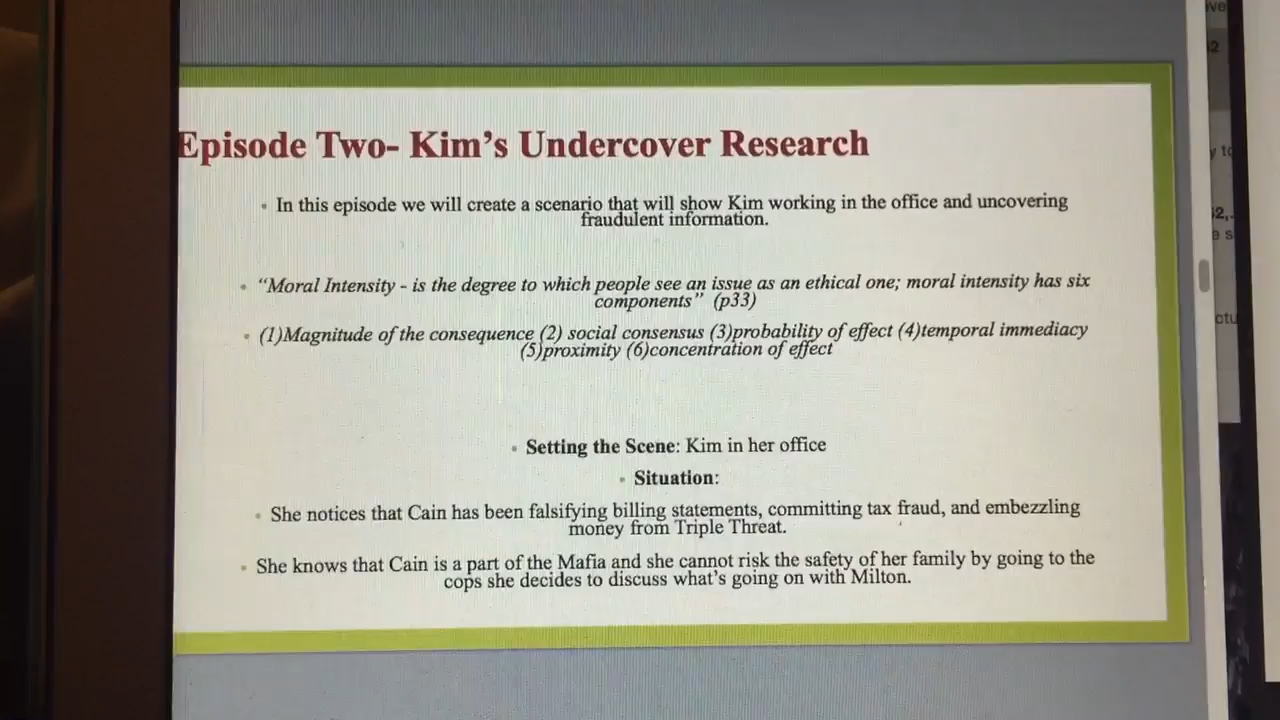 Episode Two- Kim's Undercover Research
In this episode we will create a scenario that will show Kim working in the office and uncovering
fraudulent information.
"Moral Intensity - is the degree to which people see an issue as an ethical one; moral intensity has six
components" (p33)
(1)Magnitude of the consequence (2) social consensus (3)probability of effect (4)temporal immediacy
(5)proximity (6)concentration of effect
Setting the Scene: Kim in her office
Situation:
She notices that Cain has been falsifying billing statements, committing tax fraud, and embezzling
money from Triple Threat.
She knows that Cain is a part of the Mafia and she cannot risk the safety of her family by going to the
cops she decides to discuss what's going on with Milton.